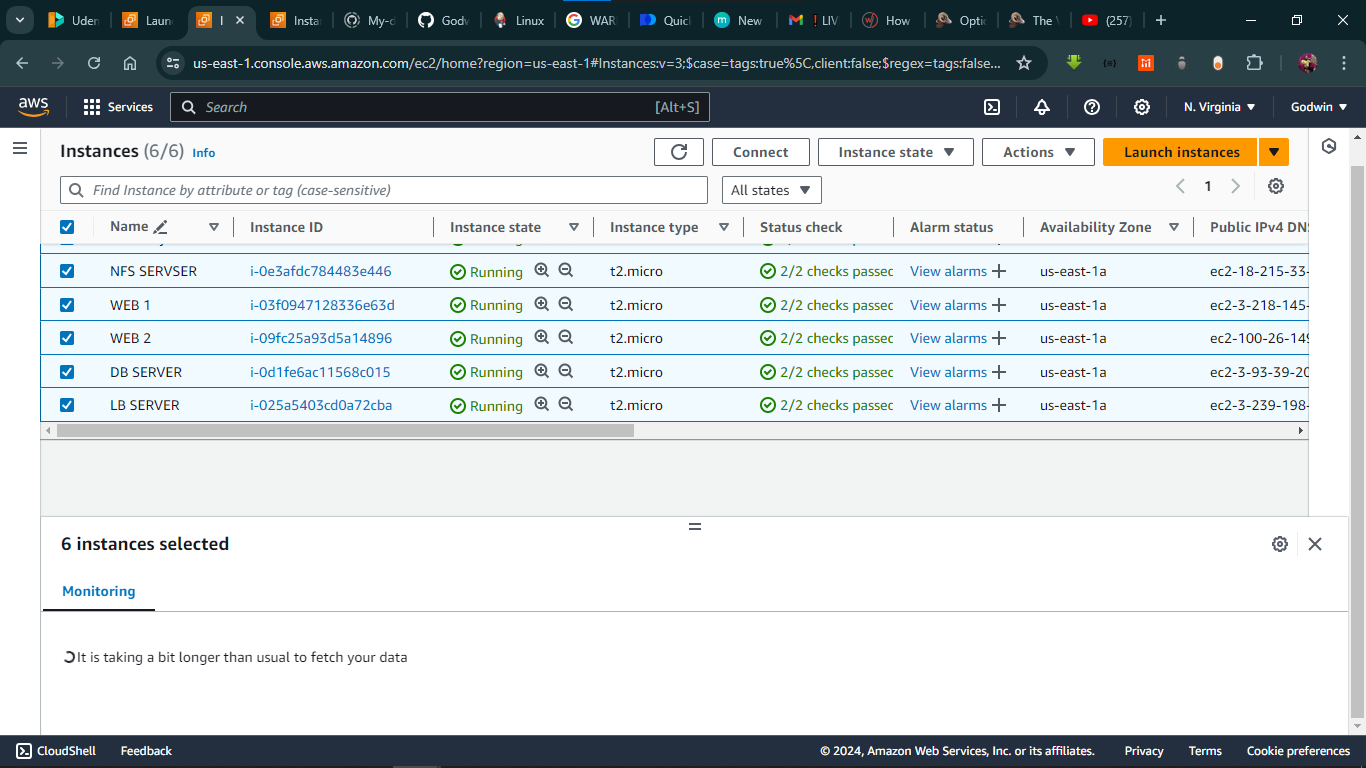 Uden Laun I Insta My-d Godw Linux WAR Quic New ! LIV How Opti The (257)
us-east-1.console.aws.amazon.com/ec2/home?region=us-east-1#Instances:v=3;$case=tags:true%5C,client:false;$regex=tags:false...
aws Services Search [Alt+S] N. Virginia Godwin
Instances (6/6) Info Connect Instance state Actions Launch instances
Find Instance by attribute or tag (case-sensitive) All states 1
Name Instance ID Instance state Instance type Status check Alarm status Availability Zone Public IPv4 DNS
NFS SERVSER i-0e3afdc784483e446 Running t2.micro 2/2 checks passec View alarms + us-east-1a ec2-18-215-33-
WEB 1 i-03f0947128336e63d Running t2.micro 2/2 checks passec View alarms + us-east-1a ec2-3-218-145-
WEB 2 i-09fc25a93d5a14896 Running t2.micro 2/2 checks passec View alarms + us-east-1a ec2-100-26-149
DB SERVER i-0d1fe6ac11568c015 Running t2.micro 2/2 checks passec View alarms + us-east-1a ec2-3-93-39-20
LB SERVER i-025a5403cd0a72cba Running t2.micro 2/2 checks passec View alarms + us-east-1a ec2-3-239-198-
6 instances selected
Monitoring
It is taking a bit longer than usual to fetch your data
CloudShell Feedback © 2024, Amazon Web Services, Inc. or its affiliates. Privacy Terms Cookie preferences